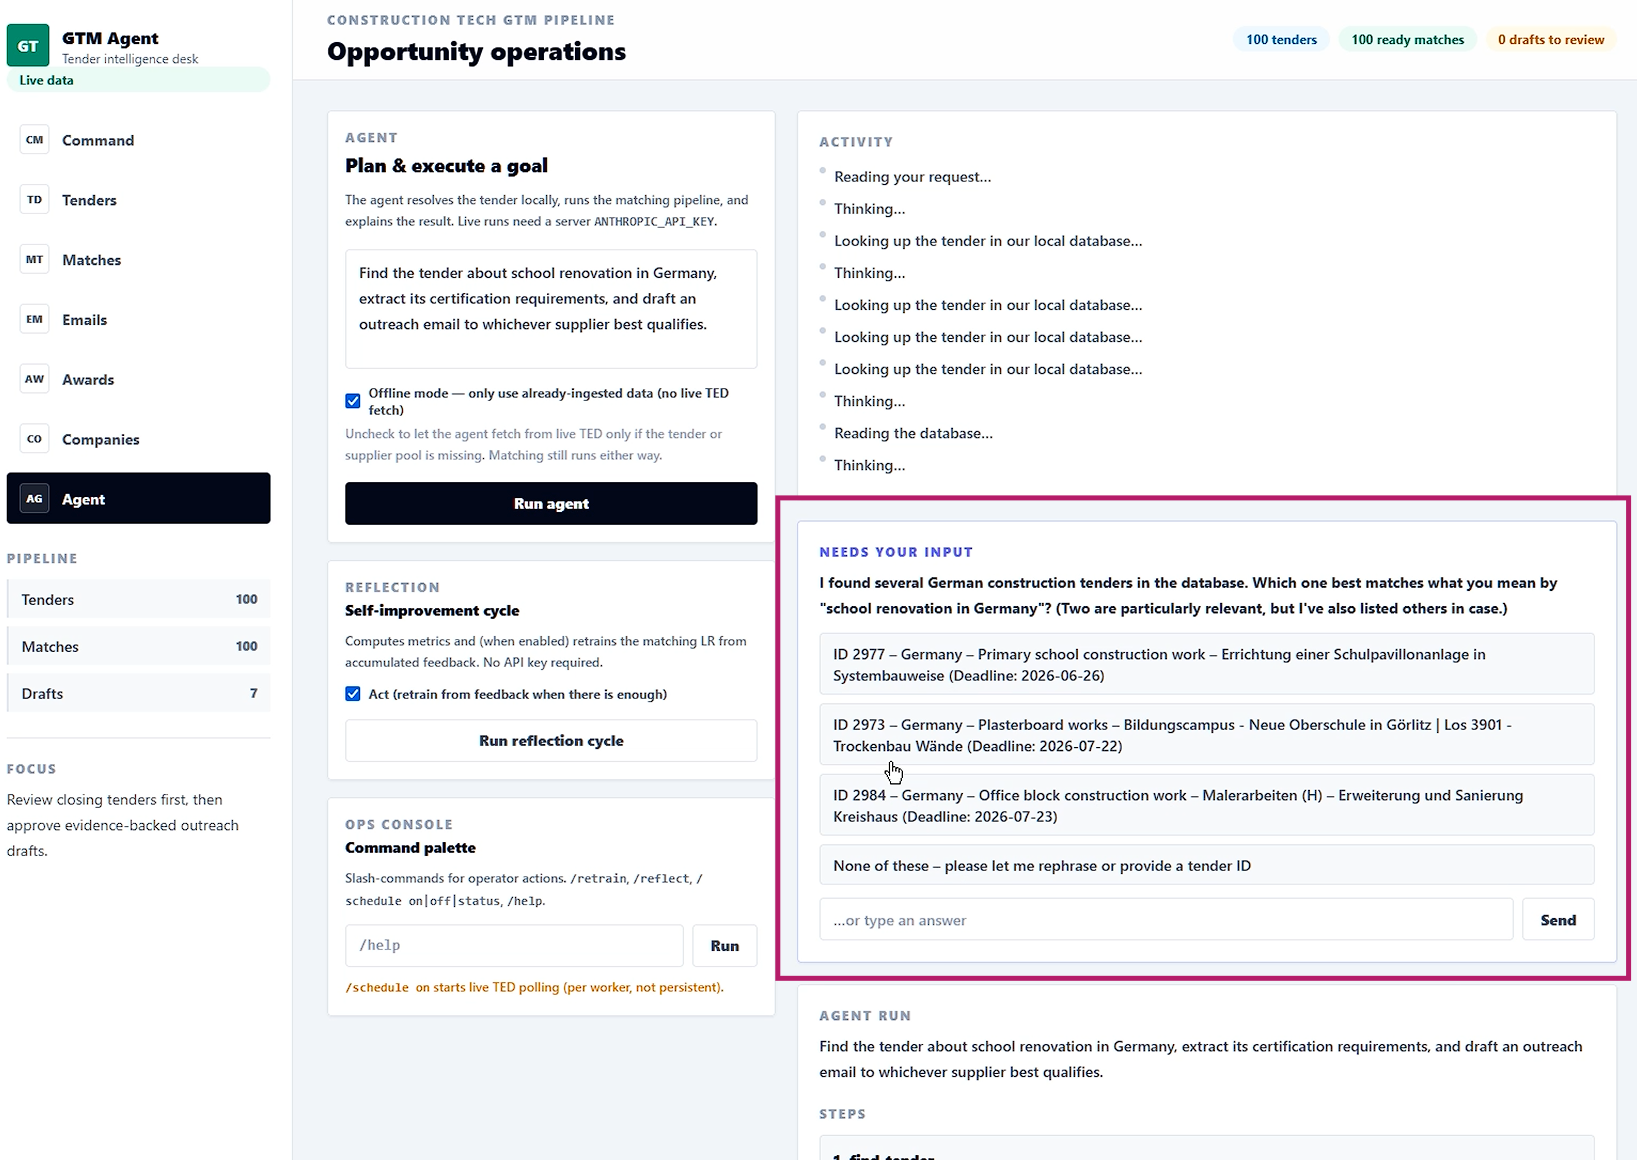 GT
GTM Agent
Tender intelligence desk
Live data
CM
Command
TD
Tenders
MT
Matches
EM
Emails
AW
Awards
CO
Companies
AG
Agent
PIPELINE
Tenders 100
Matches 100
Drafts 7
FOCUS
Review closing tenders first, then
approve evidence-backed outreach
drafts.
CONSTRUCTION TECH GTM PIPELINE
Opportunity operations
100 tenders
100 ready matches
0 drafts to review
AGENT
Plan & execute a goal
The agent resolves the tender locally, runs the matching pipeline, and
explains the result. Live runs need a server ANTHROPIC_API_KEY.
Find the tender about school renovation in Germany,
extract its certification requirements, and draft an
outreach email to whichever supplier best qualifies.
Offline mode — only use already-ingested data (no live TED
fetch)
Uncheck to let the agent fetch from live TED only if the tender or
supplier pool is missing. Matching still runs either way.
Run agent
REFLECTION
Self-improvement cycle
Computes metrics and (when enabled) retrains the matching LR from
accumulated feedback. No API key required.
Act (retrain from feedback when there is enough)
Run reflection cycle
OPS CONSOLE
Command palette
Slash-commands for operator actions. /retrain, /reflect, /
schedule on|off|status, /help.
/help
Run
/schedule on starts live TED polling (per worker, not persistent).
ACTIVITY
Reading your request...
Thinking...
Looking up the tender in our local database...
Thinking...
Looking up the tender in our local database...
Looking up the tender in our local database...
Looking up the tender in our local database...
Thinking...
Reading the database...
Thinking...
NEEDS YOUR INPUT
I found several German construction tenders in the database. Which one best matches what you mean by
"school renovation in Germany"? (Two are particularly relevant, but I've also listed others in case.)
ID 2977 – Germany – Primary school construction work – Errichtung einer Schulpavillonanlage in
Systembauweise (Deadline: 2026-06-26)
ID 2973 – Germany – Plasterboard works – Bildungscampus - Neue Oberschule in Görlitz | Los 3901 -
Trockenbau Wände (Deadline: 2026-07-22)
ID 2984 – Germany – Office block construction work – Malerarbeiten (H) – Erweiterung und Sanierung
Kreishaus (Deadline: 2026-07-23)
None of these – please let me rephrase or provide a tender ID
...or type an answer
Send
AGENT RUN
Find the tender about school renovation in Germany, extract its certification requirements, and draft an outreach
email to whichever supplier best qualifies.
STEPS
1. find_tender